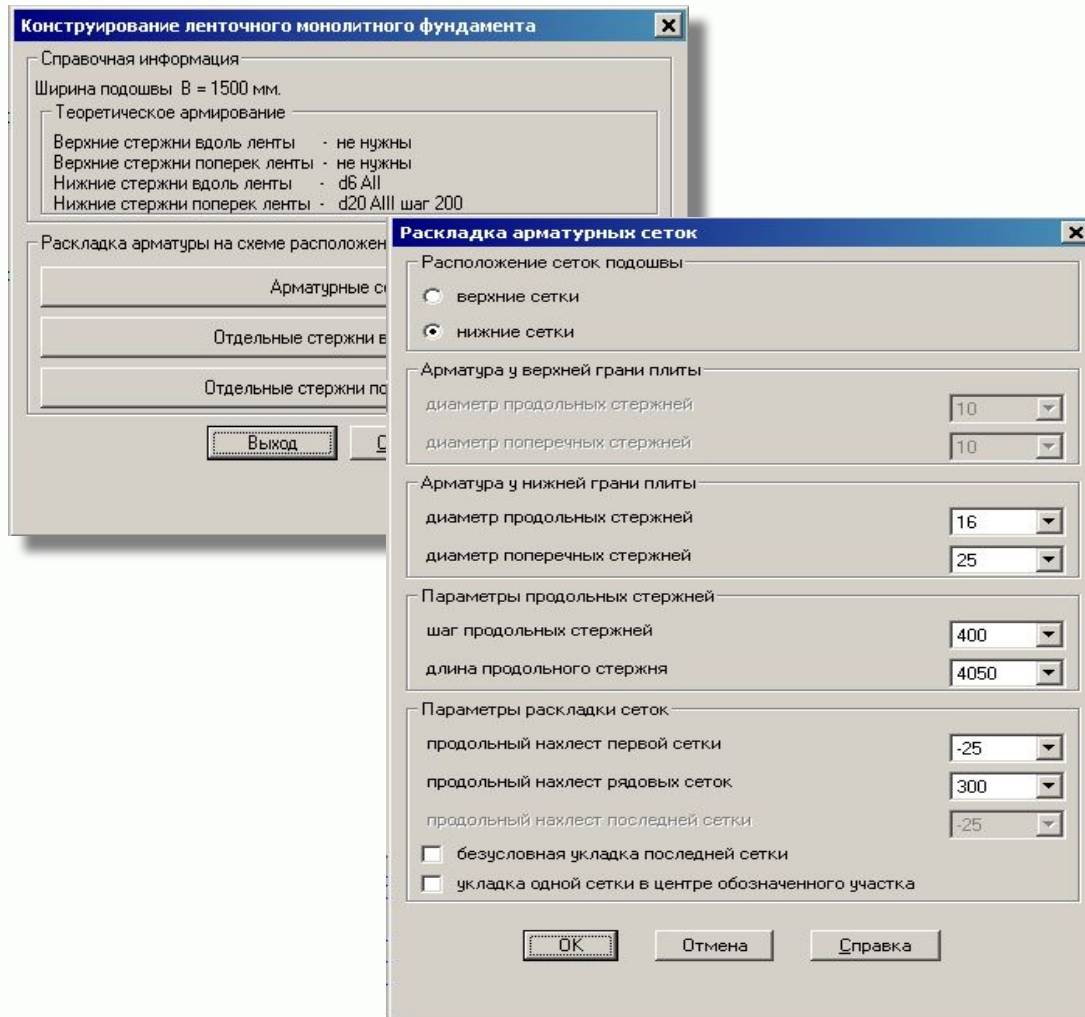 Конструирование ленточного монолитного фундамента
Справочная информация
Ширина подошвы B = 1500 мм.
Теоретическое армирование
Верхние стержни вдоль ленты - не нужны
Верхние стержни поперек ленты - не нужны
Нижние стержни вдоль ленты - d6 AII
Нижние стержни поперек ленты - d20 AIII шаг 200
Раскладка арматуры на схеме расположен
Арматурные се
Отдельные стержни в
Отдельные стержни по
Выход
Раскладка арматурных сеток
Расположение сеток подошвы
верхние сетки
нижние сетки
Арматура у верхней грани плиты
диаметр продольных стержней 10
диаметр поперечных стержней 10
Арматура у нижней грани плиты
диаметр продольных стержней 16
диаметр поперечных стержней 25
Параметры продольных стержней
шаг продольных стержней 400
длина продольного стержня 4050
Параметры раскладки сеток
продольный нахлест первой сетки -25
продольный нахлест рядовых сеток 300
продольный нахлест последней сетки -25
безусловная укладка последней сетки
укладка одной сетки в центре обозначенного участка
OK Отмена Справка